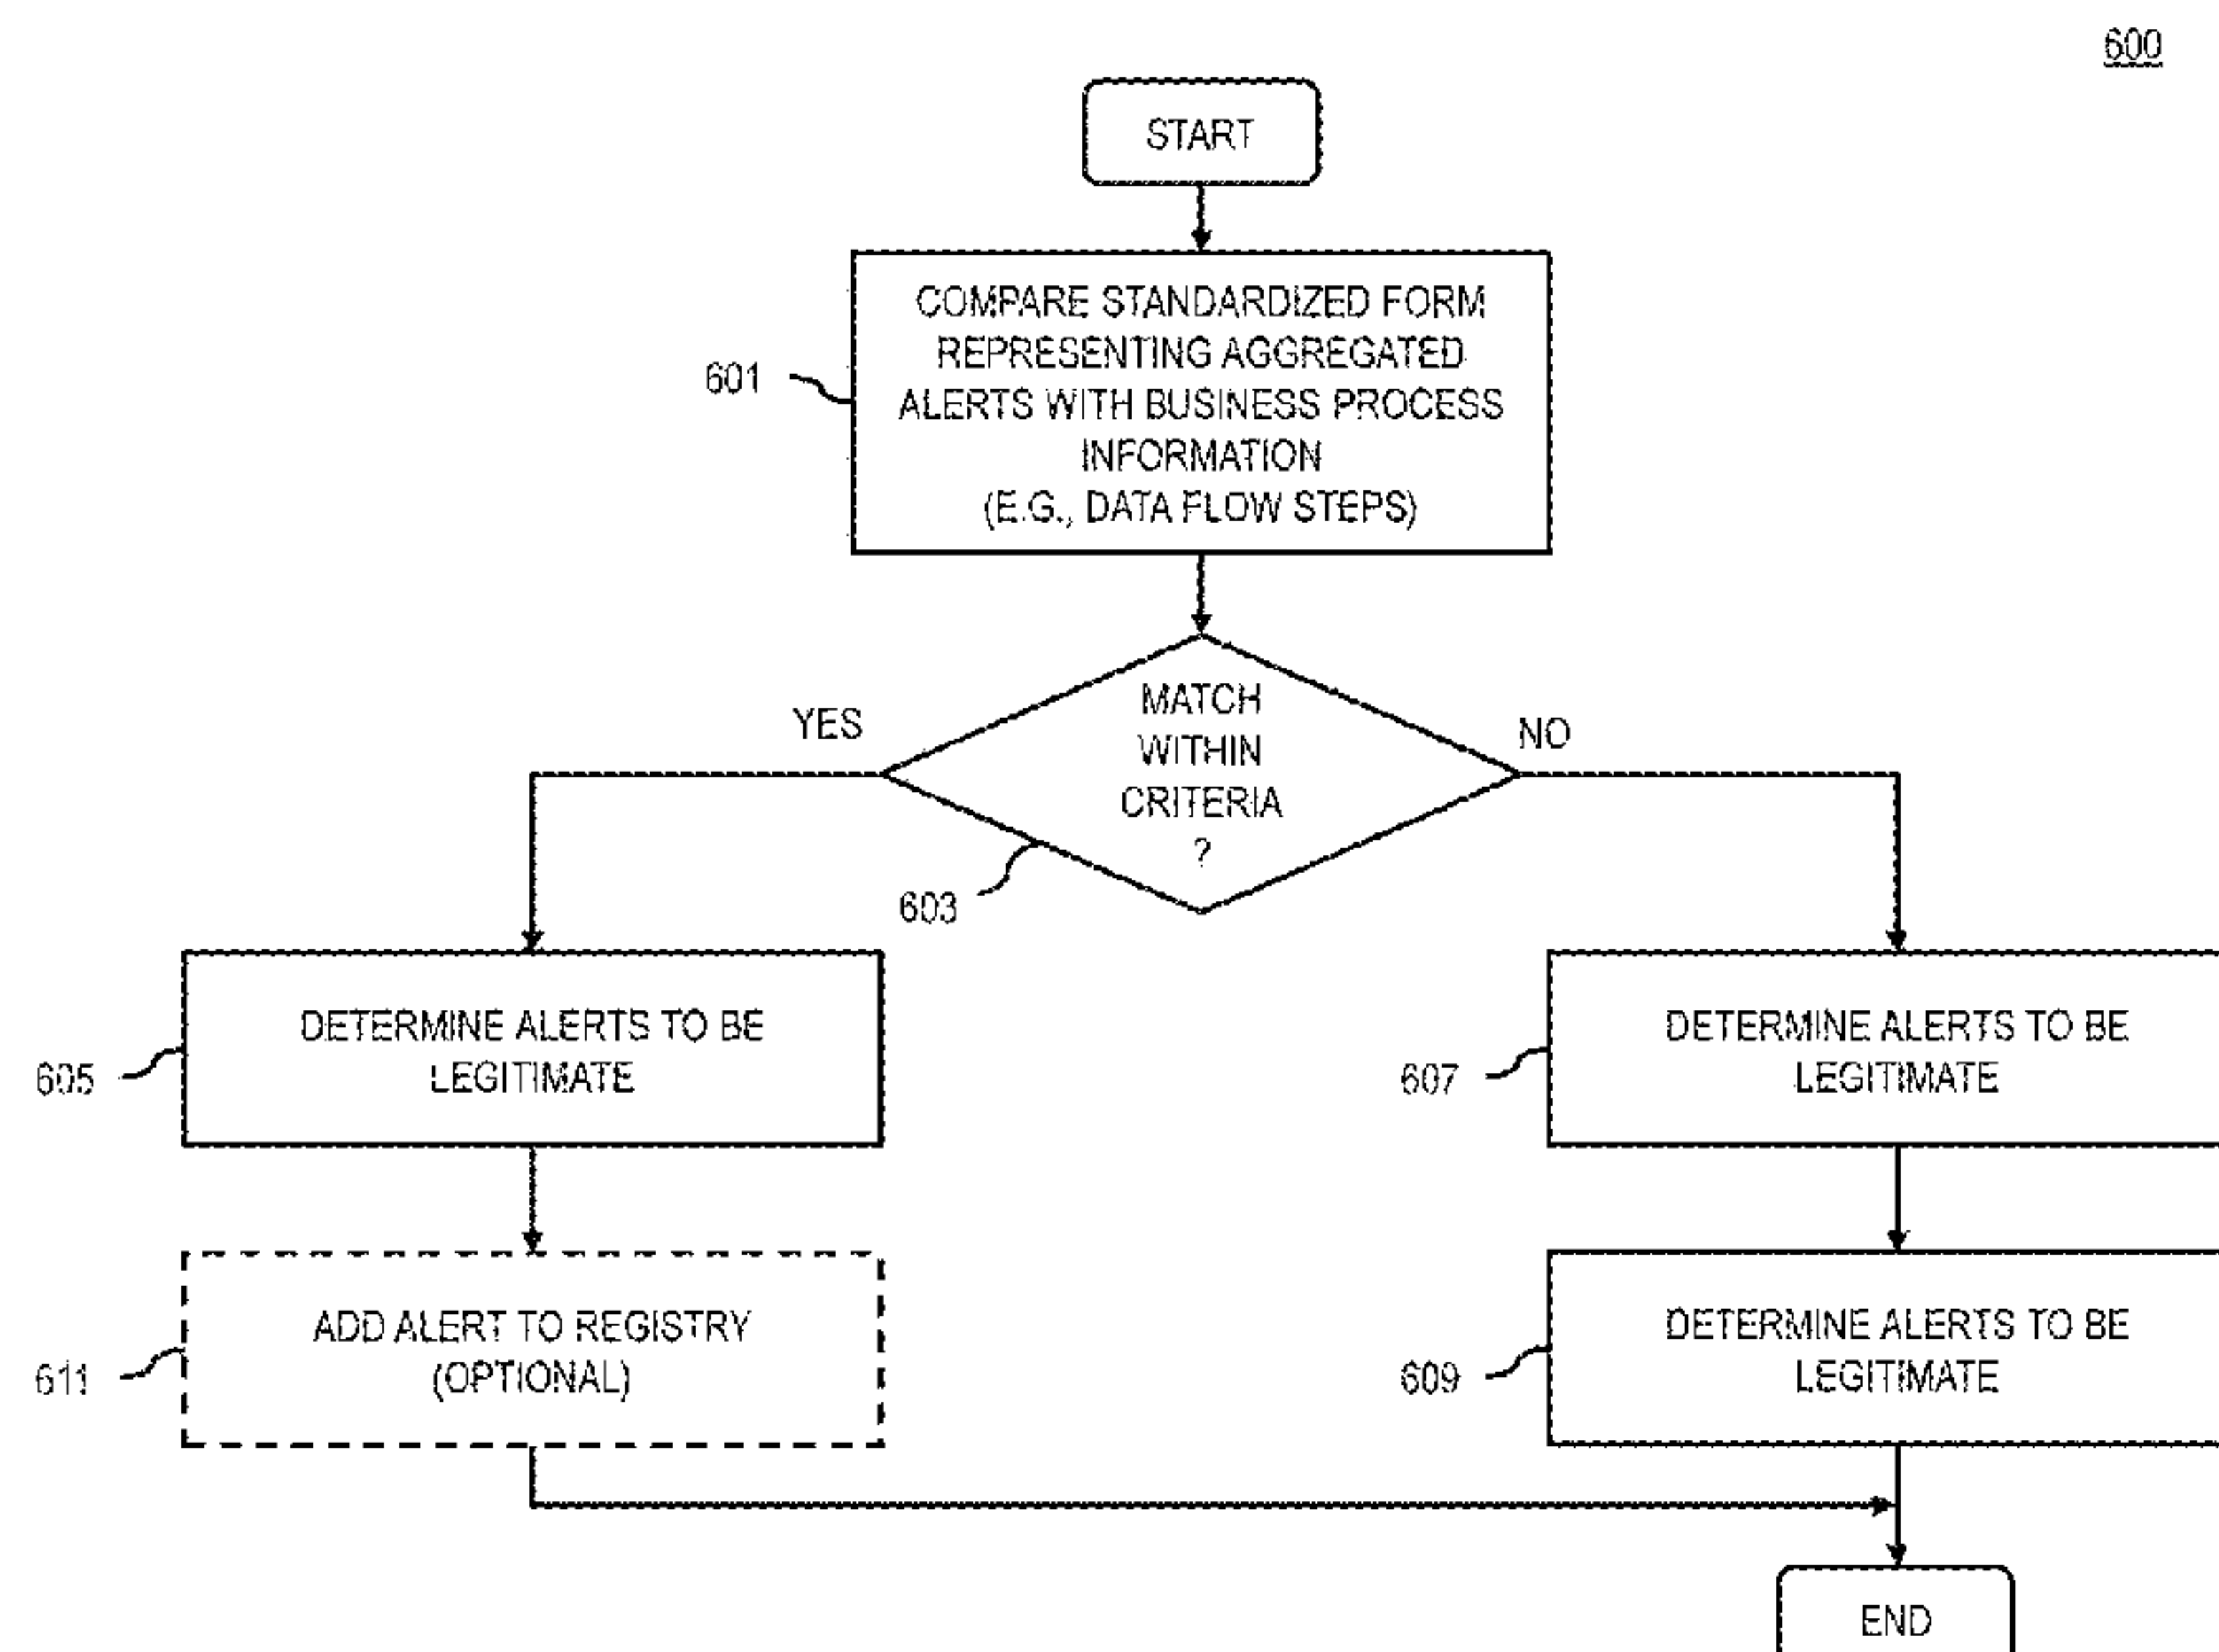 600
START
COMPARE STANDARDIZED FORM
REPRESENTING AGGREGATED
ALERTS WITH BUSINESS PROCESS
INFORMATION
(E.G., DATA FLOW STEPS)
601
MATCH
WITHIN
CRITERIA
?
YES
NO
603
DETERMINE ALERTS TO BE
LEGITIMATE
605
DETERMINE ALERTS TO BE
LEGITIMATE
607
ADD ALERT TO REGISTRY
(OPTIONAL)
611
DETERMINE ALERTS TO BE
LEGITIMATE
609
END